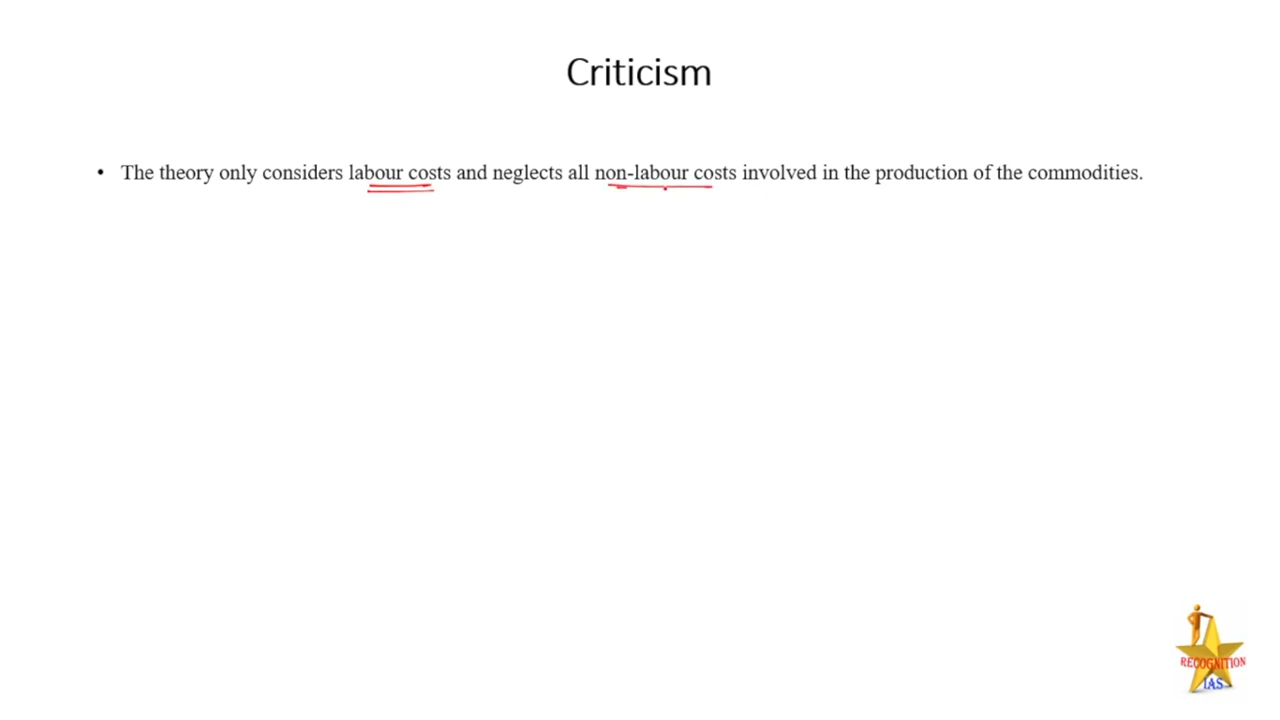 Criticism
• The theory only considers labour costs and neglects all non-labour costs involved in the production of the commodities.
RECOGNITION
IAS